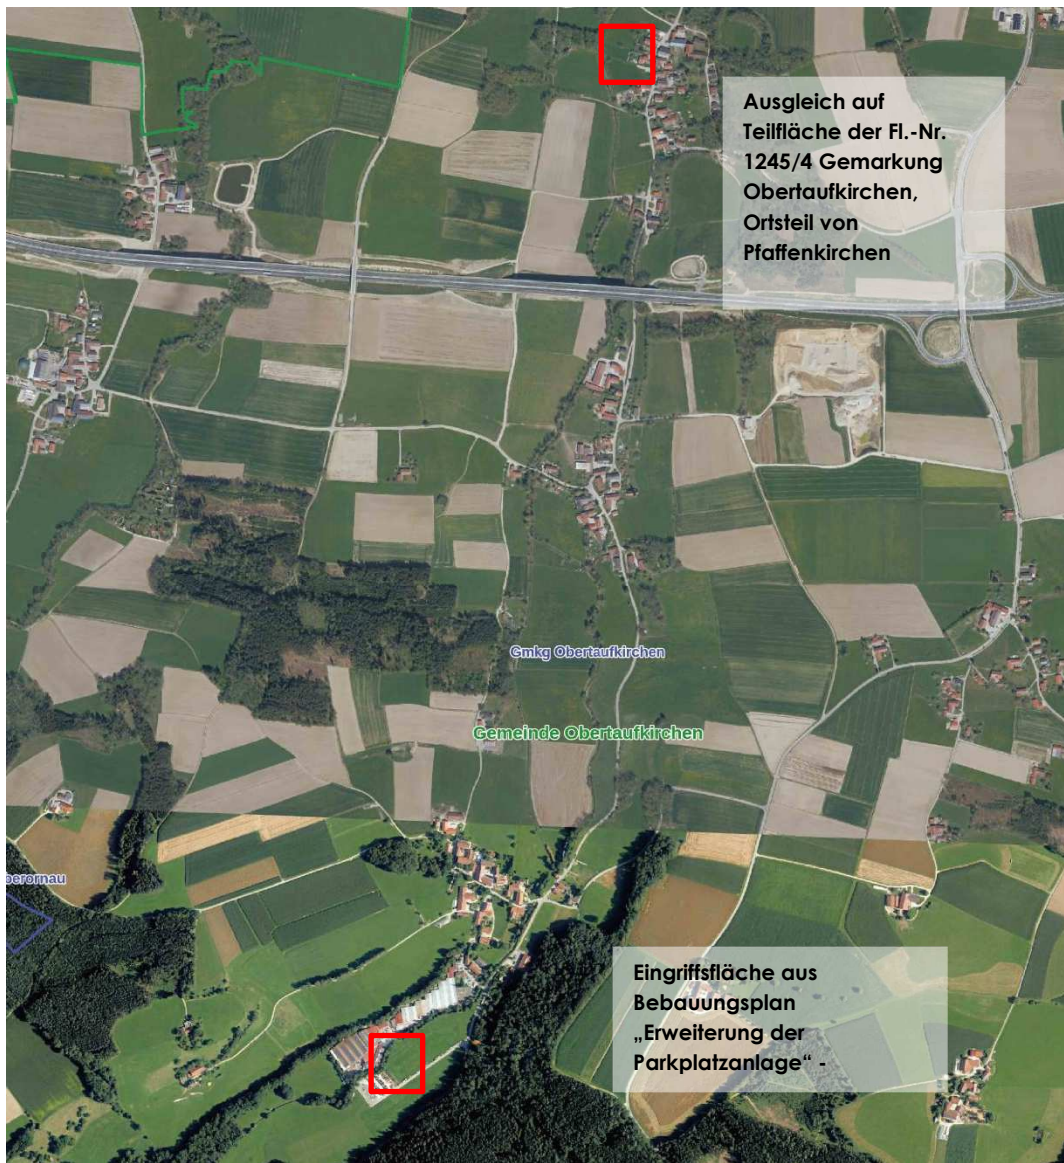 Ausgleich auf
Teilfläche der Fl.-Nr.
1245/4 Gemarkung
Obertaufkirchen,
Ortsteil von
Pfaffenkirchen
Gmkg Obertaufkirchen
Gemeinde Obertaufkirchen
berornau
Eingriffsfläche aus
Bebauungsplan
„Erweiterung der
Parkplatzanlage“ -